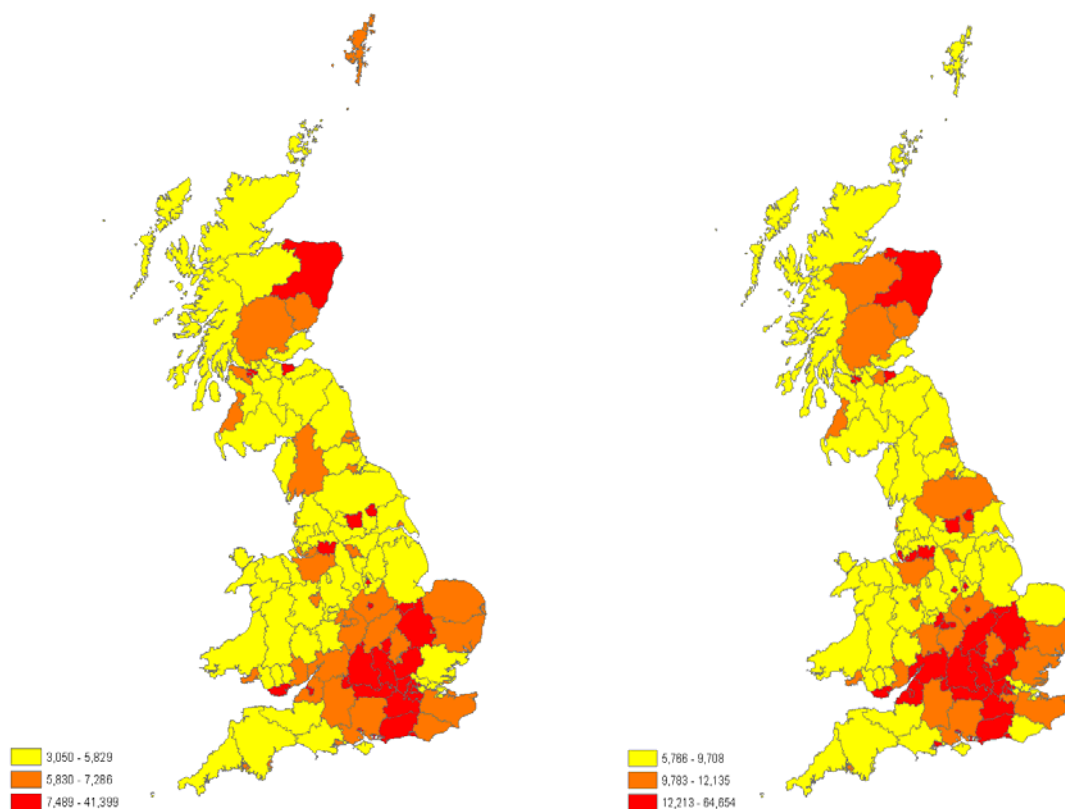 3,050 - 5,829
5,830 - 7,286
7,489 - 41,399
5,786 - 9,708
9,783 - 12,135
12,213 - 64,654